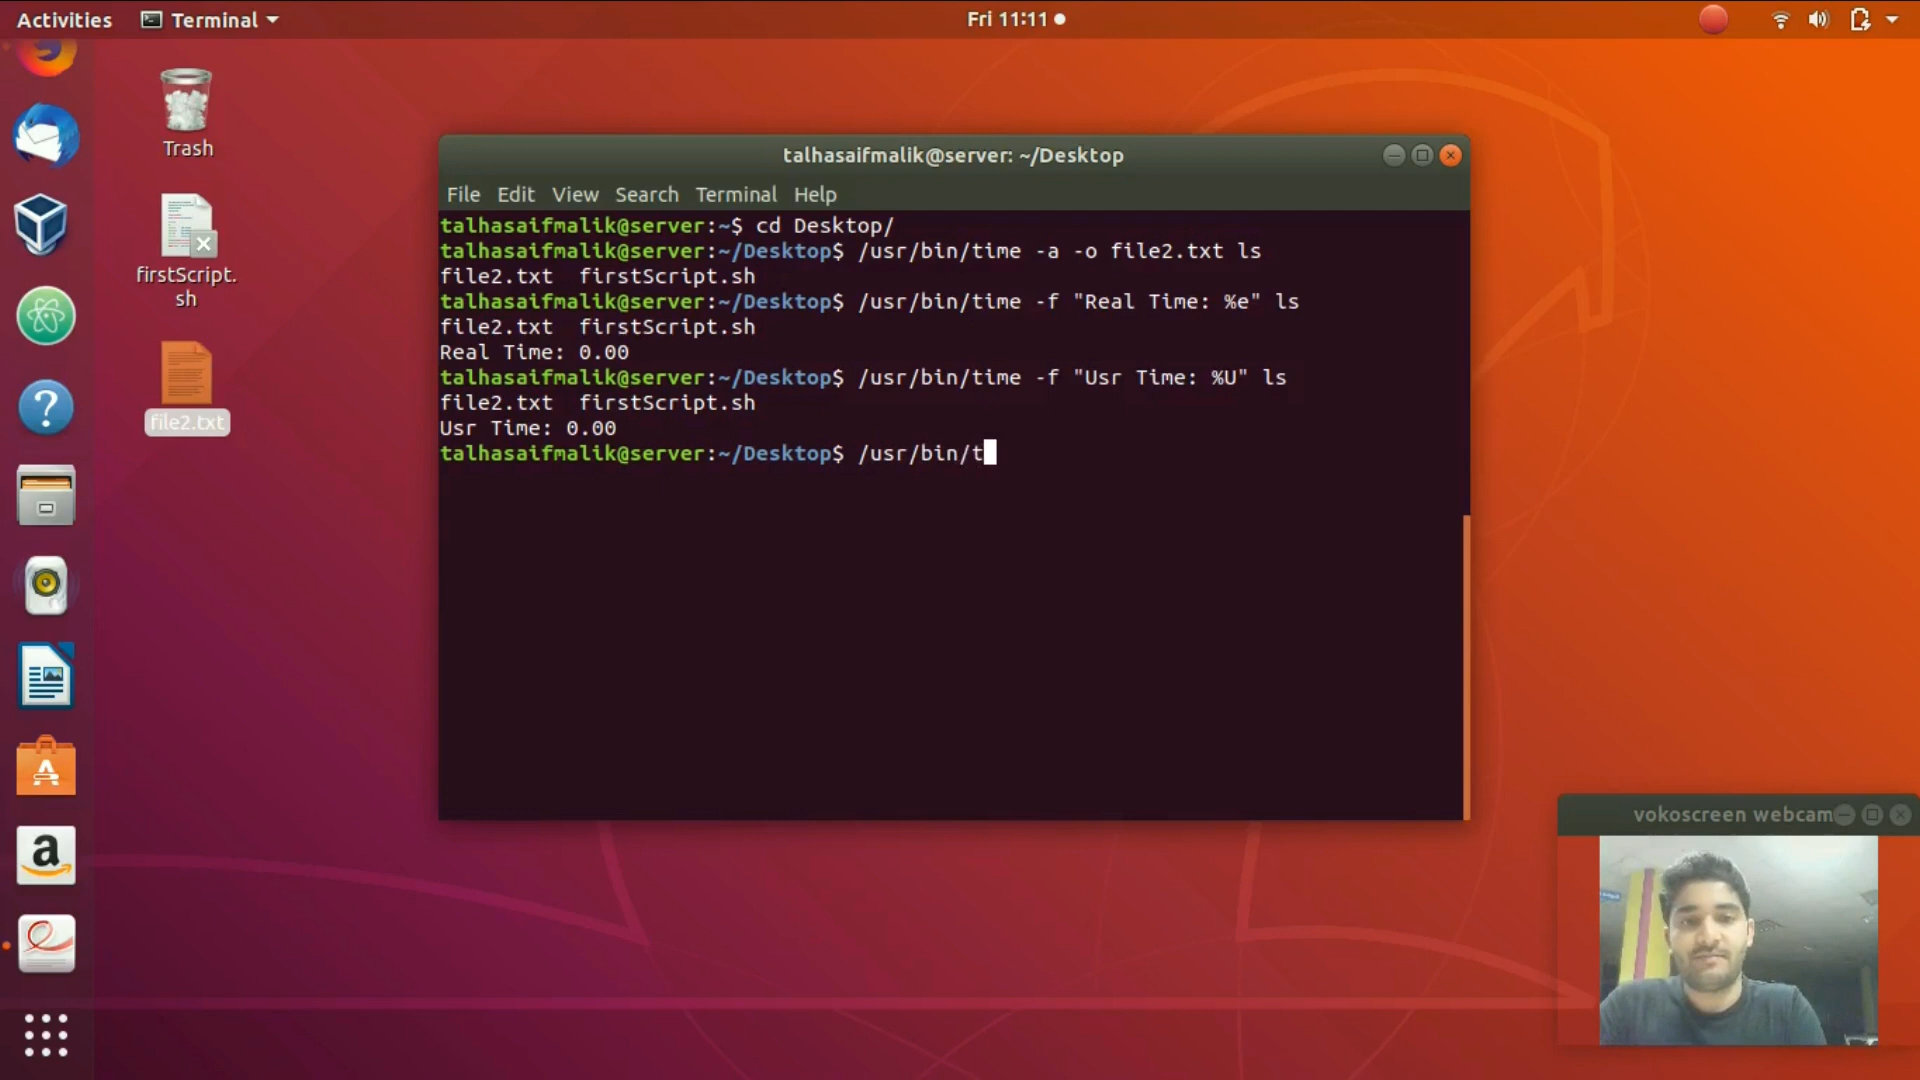 Activities
Terminal
Fri 11:11
Trash
firstScript.
sh
file2.txt
talhasaifmalik@server: ~/Desktop
File Edit View Search Terminal Help
talhasaifmalik@server:~$ cd Desktop/
talhasaifmalik@server:~/Desktop$ /usr/bin/time -a -o file2.txt ls
file2.txt  firstScript.sh
talhasaifmalik@server:~/Desktop$ /usr/bin/time -f "Real Time: %e" ls
file2.txt  firstScript.sh
Real Time: 0.00
talhasaifmalik@server:~/Desktop$ /usr/bin/time -f "Usr Time: %U" ls
file2.txt  firstScript.sh
Usr Time: 0.00
talhasaifmalik@server:~/Desktop$ /usr/bin/t
vokoscreen webcam